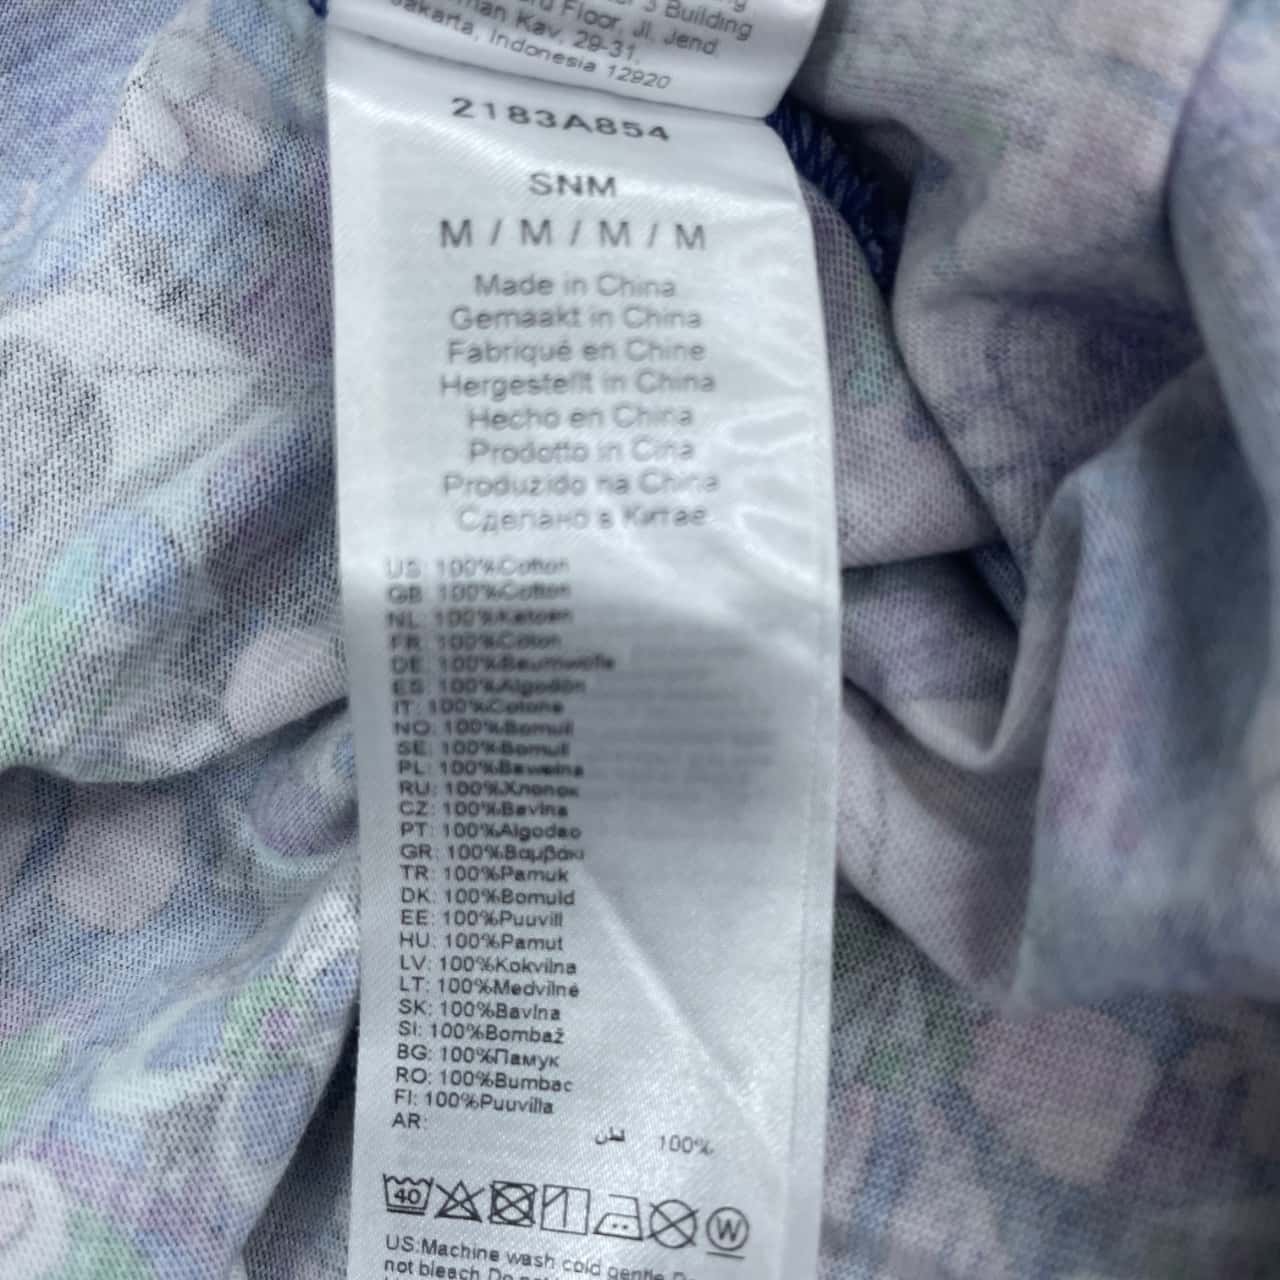 3 Building
Floor, Jl. Jend.
Kav. 29-31,
Jakarta, Indonesia 12920
2183A854
SNM
M / M / M / M
Made in China
Gemaakt in China
Fabriqué en Chine
Hergestellt in China
Hecho en China
Prodotto in Cina
Produzido na China
Сделано в Китае
US: 100%Cotton
GB: 100%Cotton
NL: 100%Katoen
FR: 100%Coton
DE: 100%Baumwolle
ES: 100%Algodón
IT: 100%Cotone
NO: 100%Bomull
SE: 100%Bomull
PL: 100%Bawełna
RU: 100%Хлопок
CZ: 100%Bavlna
PT: 100%Algodao
GR: 100%Βαμβάκι
TR: 100%Pamuk
DK: 100%Bomuld
EE: 100%Puuvill
HU: 100%Pamut
LV: 100%Kokvilna
LT: 100%Medvilnė
SK: 100%Bavlna
SI: 100%Bombaž
BG: 100%Памук
RO: 100%Bumbac
FI: 100%Puuvilla
AR:
قطن 100%
40 W
US:Machine wash cold gentle
not bleach